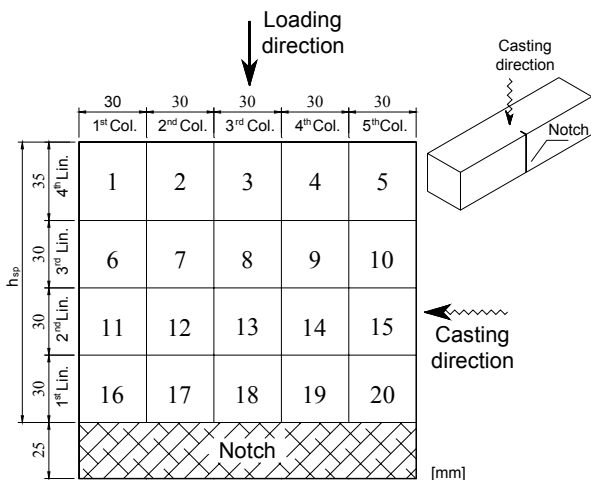 Loading
direction
Casting
direction
Notch
30 30 30 30 30
1st Col. 2nd Col. 3rd Col. 4th Col. 5th Col.
35 4th Lin. 1 2 3 4 5
30 3rd Lin. 6 7 8 9 10
hsp
30 2nd Lin. 11 12 13 14 15
Casting
direction
30 1st Lin. 16 17 18 19 20
25 Notch
[mm]